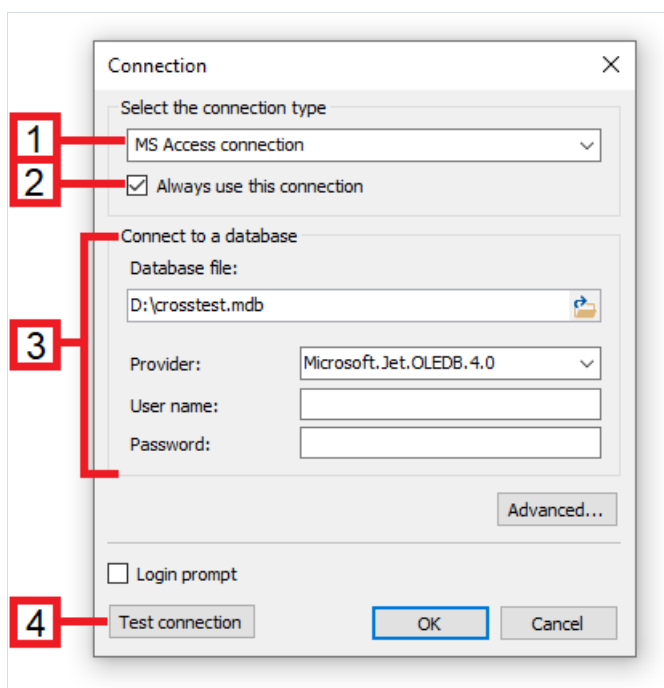 Connection
Select the connection type
1
MS Access connection
2
Always use this connection
Connect to a database
Database file:
D:\crosstest.mdb
3
Provider:
Microsoft.Jet.OLEDB.4.0
User name:
Password:
Advanced...
Login prompt
4
Test connection
OK
Cancel